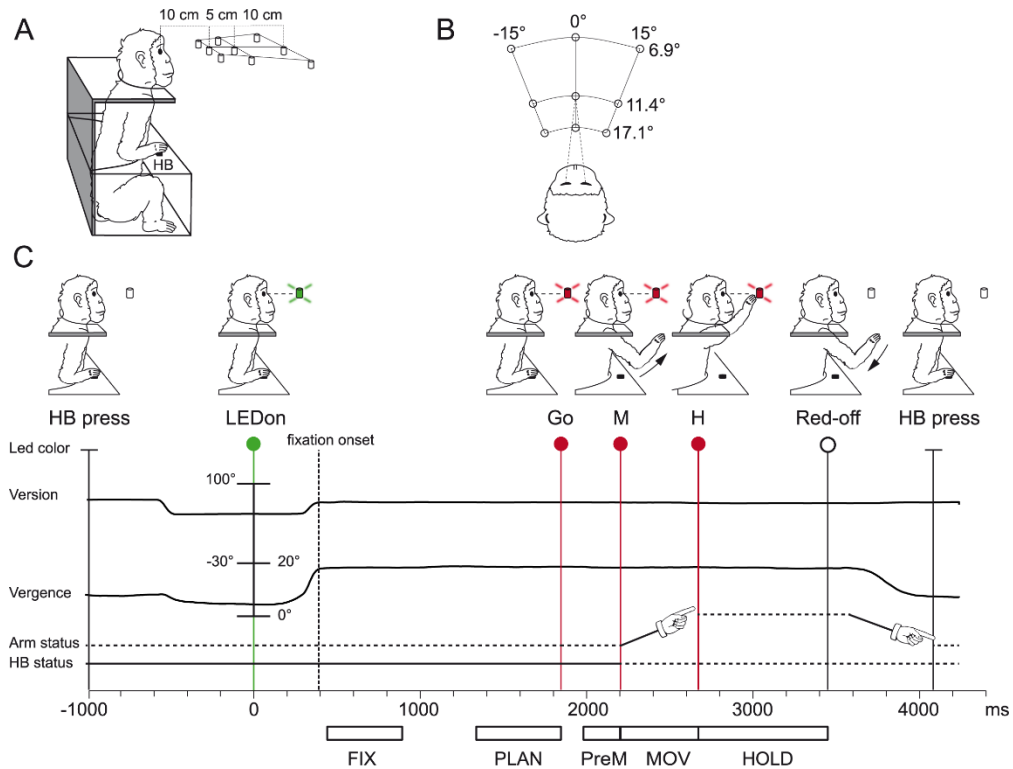 A
10 cm 5 cm 10 cm
HB
B
0°
-15° 15°
6.9°
11.4°
17.1°
C
HB press LEDon Go M H Red-off HB press
fixation onset
Led color
100°
Version
-30° 20°
Vergence
0°
Arm status
HB status
-1000 0 1000 2000 3000 4000 ms
FIX PLAN PreM MOV HOLD